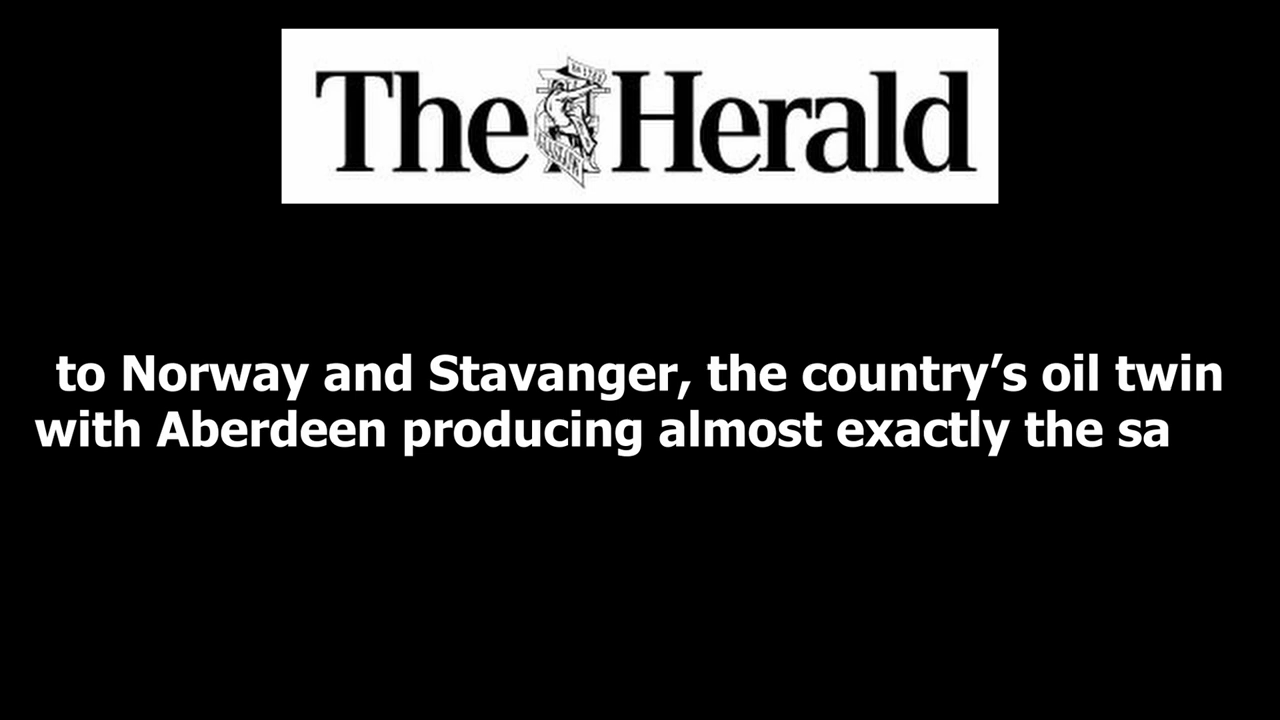 The Herald
to Norway and Stavanger, the country’s oil twin
with Aberdeen producing almost exactly the sa